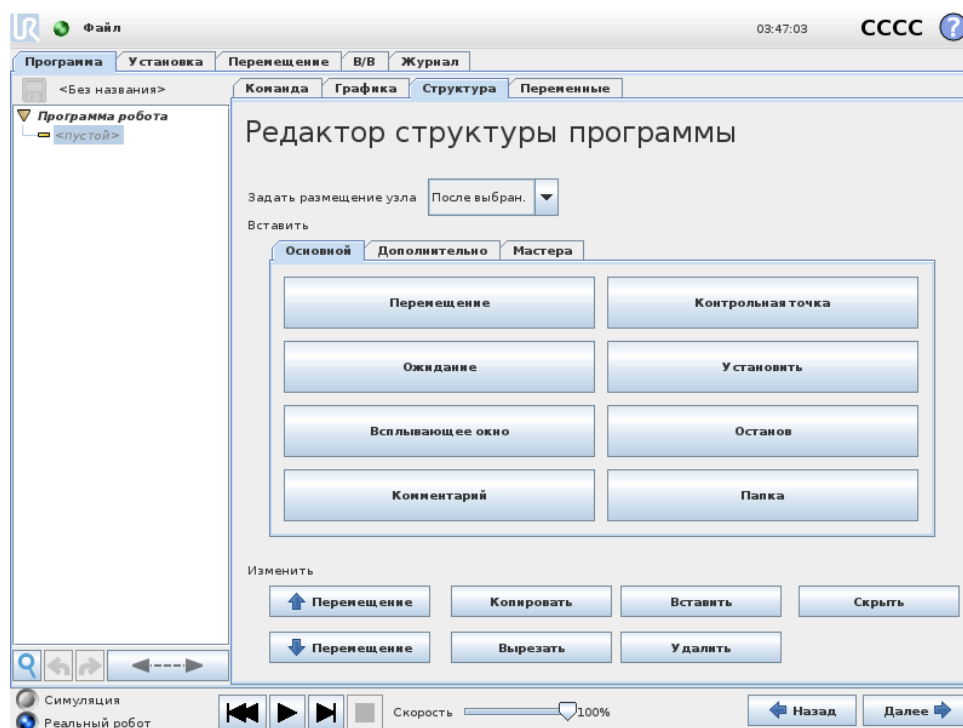 UR Файл 03:47:03 CCCC ?
Программа Установка Перемещение В/В Журнал
<Без названия>
Программа робота
<пустой>
Команда Графика Структура Переменные
Редактор структуры программы
Задать размещение узла После выбран.
Вставить
Основной Дополнительно Мастера
Перемещение Контрольная точка
Ожидание Установить
Всплывающее окно Останов
Комментарий Папка
Изменить
Перемещение Копировать Вставить Скрыть
Перемещение Вырезать Удалить
Симуляция
Реальный робот
Скорость 100%
Назад Далее